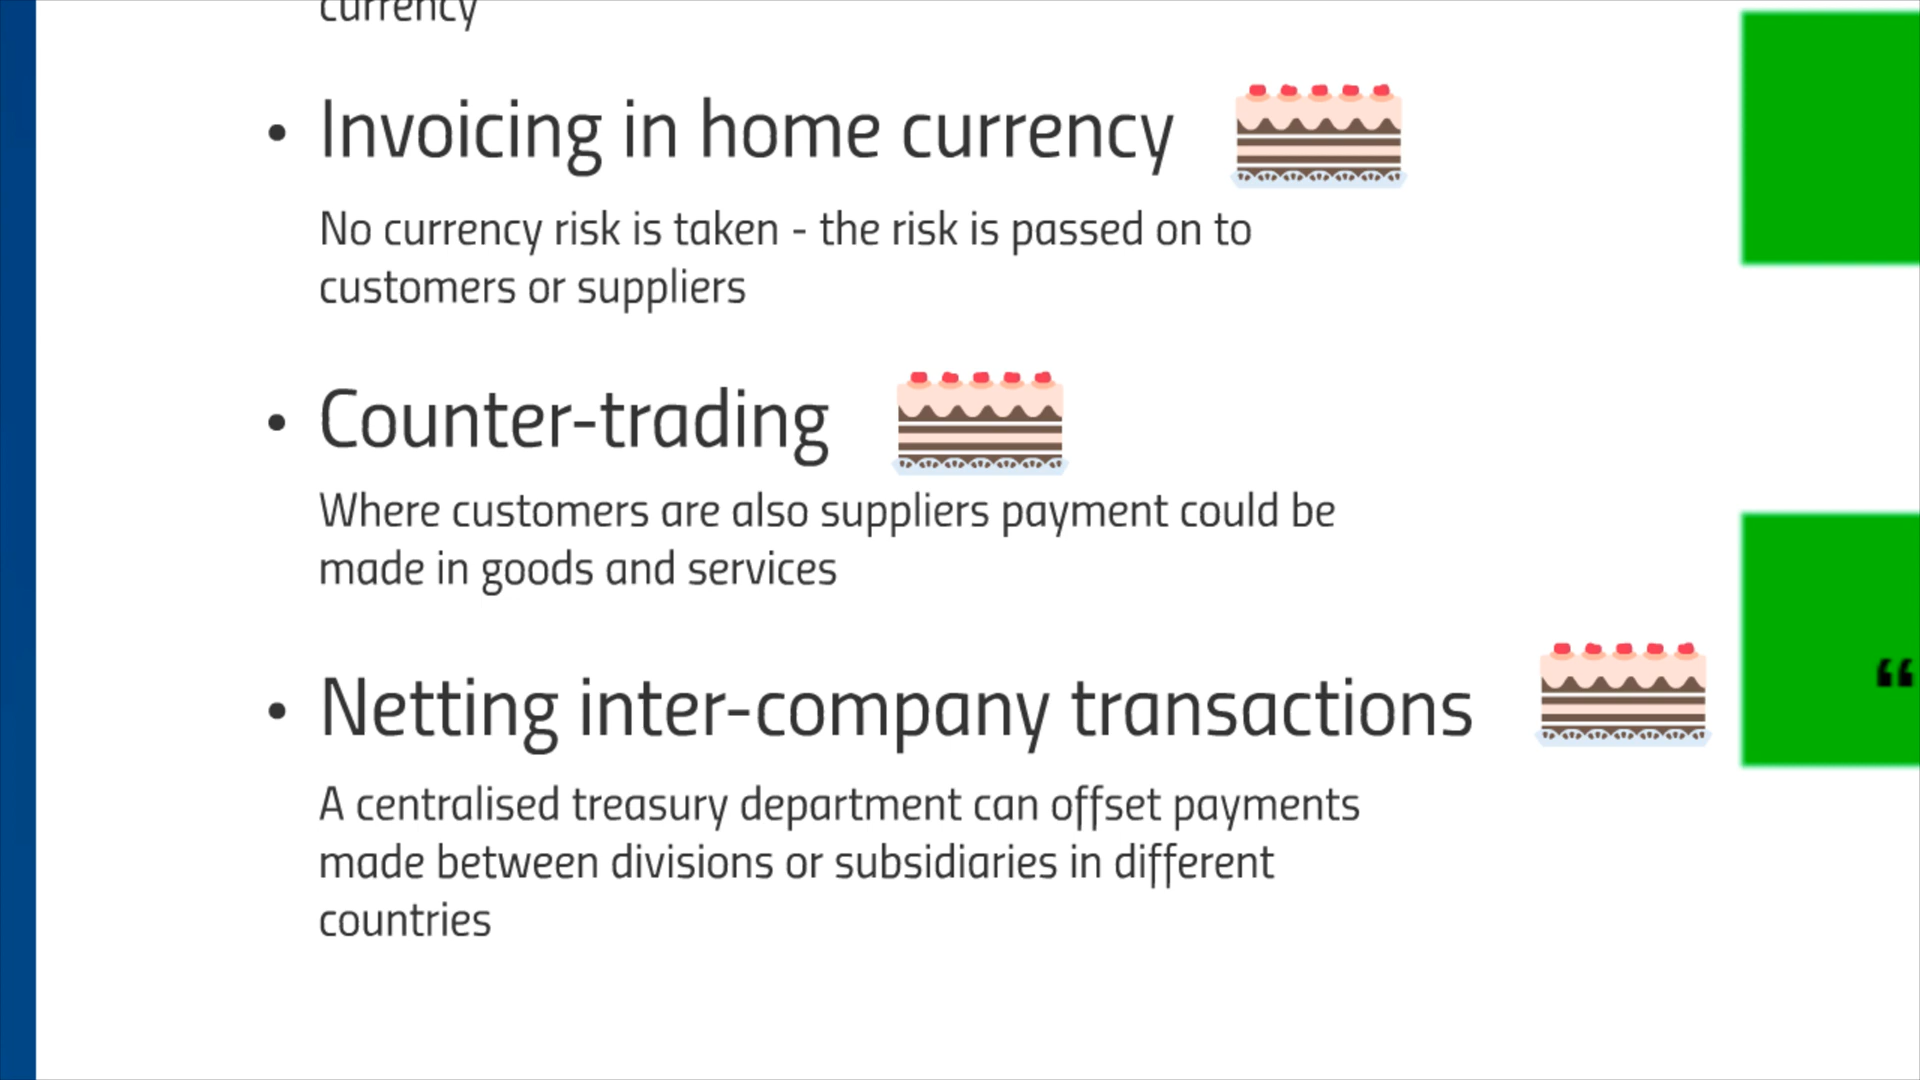 currency
• Invoicing in home currency
No currency risk is taken - the risk is passed on to
customers or suppliers
• Counter-trading
Where customers are also suppliers payment could be
made in goods and services
• Netting inter-company transactions
“
A centralised treasury department can offset payments
made between divisions or subsidiaries in different
countries